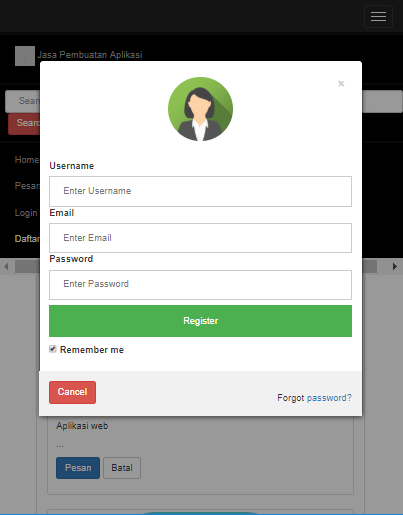 Jasa Pembuatan Aplikasi
×
Sear
Searc
Home
Pesan
Login
Daftar
Username
Enter Username
Email
Enter Email
Password
Enter Password
Register
Remember me
Cancel
Forgot password?
Aplikasi web
...
Pesan
Batal